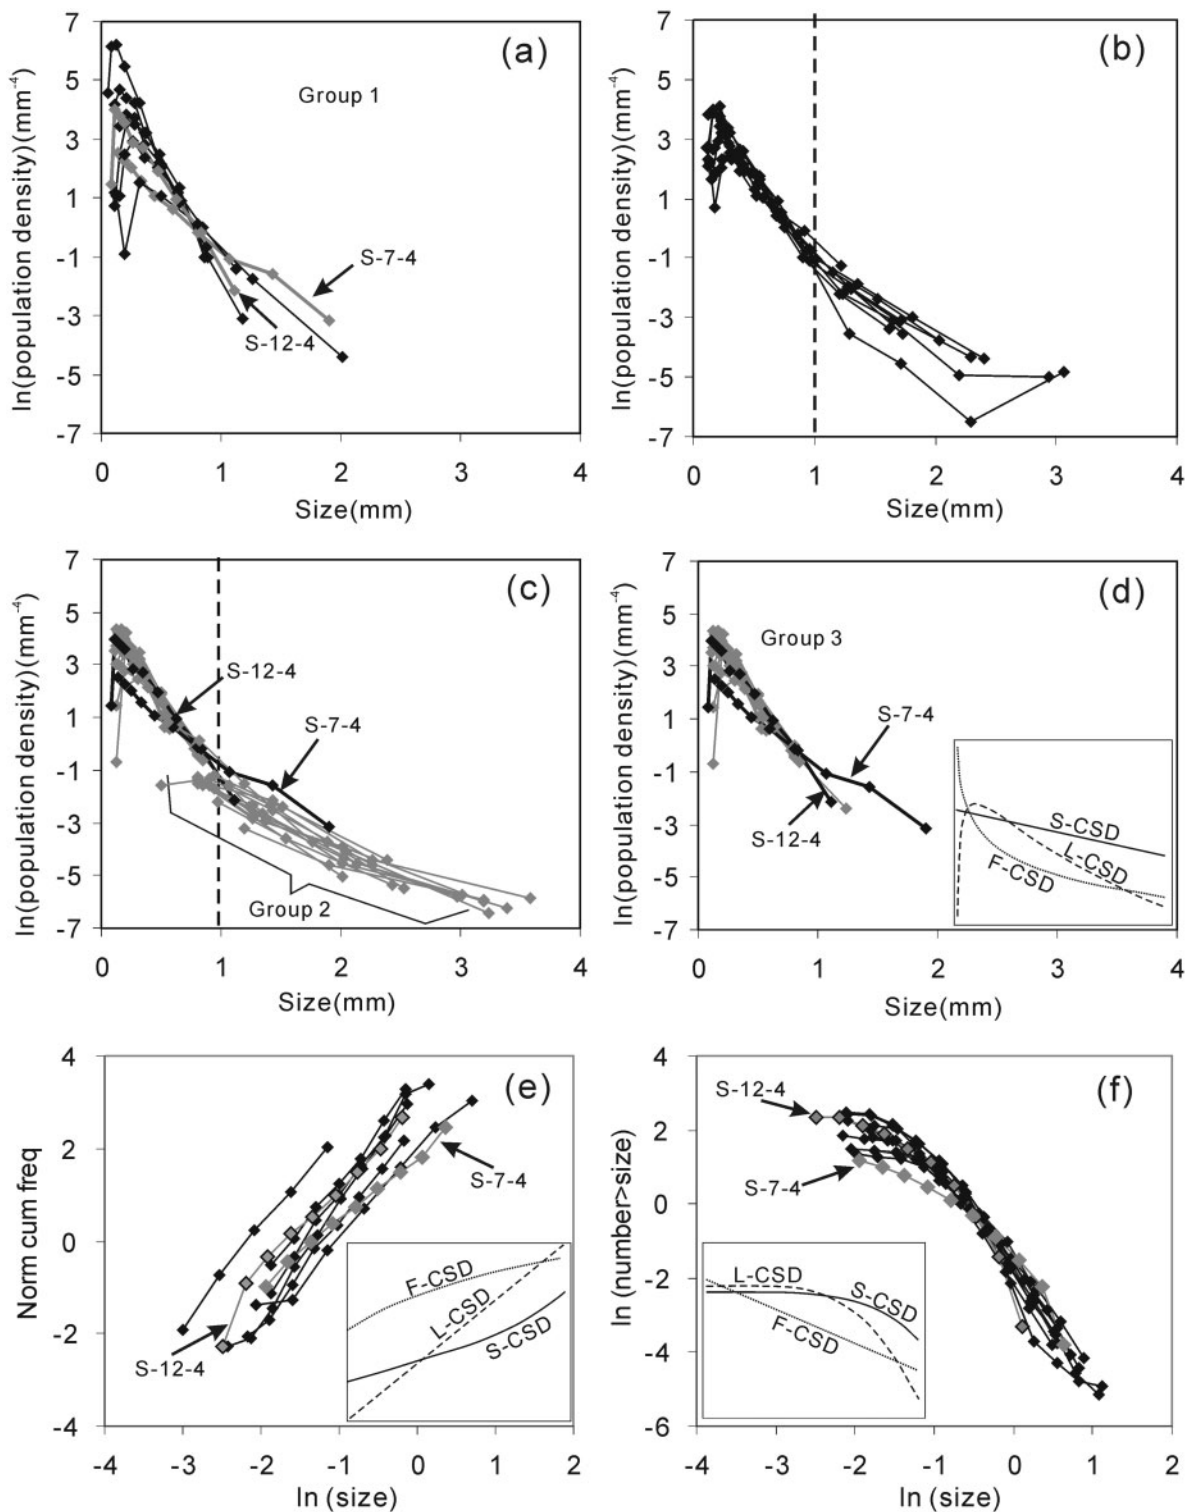 (a)
Group 1
S-7-4
S-12-4
ln(population density)(mm-4)
7
5
3
1
-1
-3
-5
-7
0 1 2 3 4
Size(mm)
(b)
ln(population density)(mm-4)
7
5
3
1
-1
-3
-5
-7
0 1 2 3 4
Size(mm)
(c)
S-12-4
S-7-4
Group 2
ln(population density)(mm-4)
7
5
3
1
-1
-3
-5
-7
0 1 2 3 4
Size(mm)
(d)
Group 3
S-7-4
S-12-4
S-CSD
L-CSD
F-CSD
ln(population density)(mm-4)
7
5
3
1
-1
-3
-5
-7
0 1 2 3 4
Size(mm)
(e)
S-7-4
S-12-4
F-CSD
L-CSD
S-CSD
Norm cum freq
4
2
0
-2
-4
-4 -3 -2 -1 0 1 2
ln (size)
(f)
S-12-4
S-7-4
L-CSD
S-CSD
F-CSD
ln (number>size)
4
2
0
-2
-4
-6
-4 -3 -2 -1 0 1 2
ln (size)